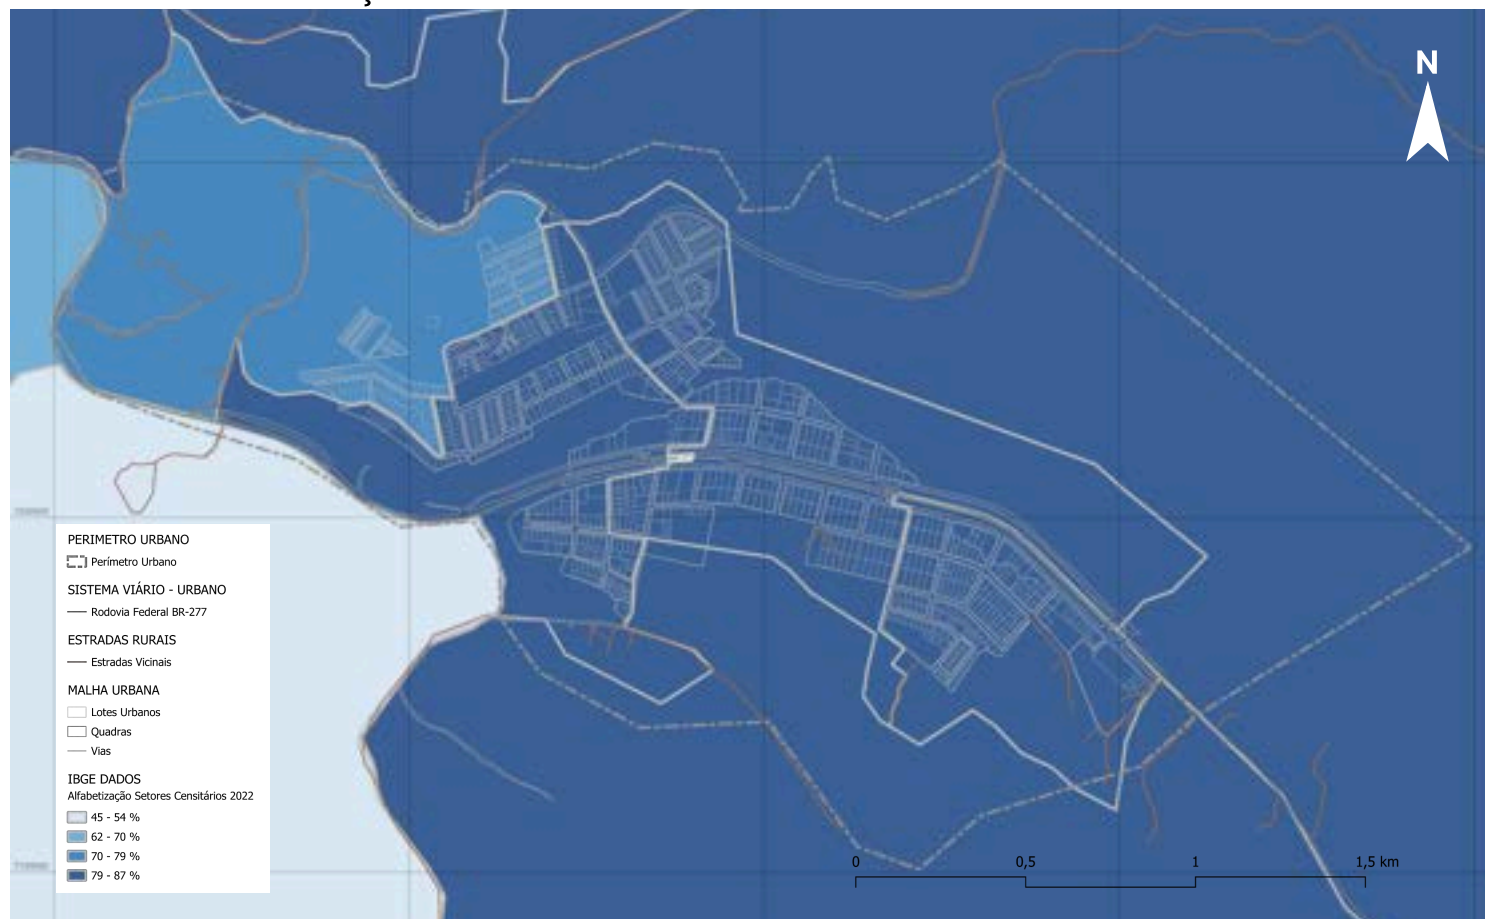 N
PERIMETRO URBANO
Perímetro Urbano
SISTEMA VIÁRIO - URBANO
Rodovia Federal BR-277
ESTRADAS RURAIS
Estradas Vicinais
MALHA URBANA
Lotes Urbanos
Quadras
Vias
IBGE DADOS
Alfabetização Setores Censitários 2022
45 - 54 %
62 - 70 %
70 - 79 %
79 - 87 %
0 0,5 1 1,5 km